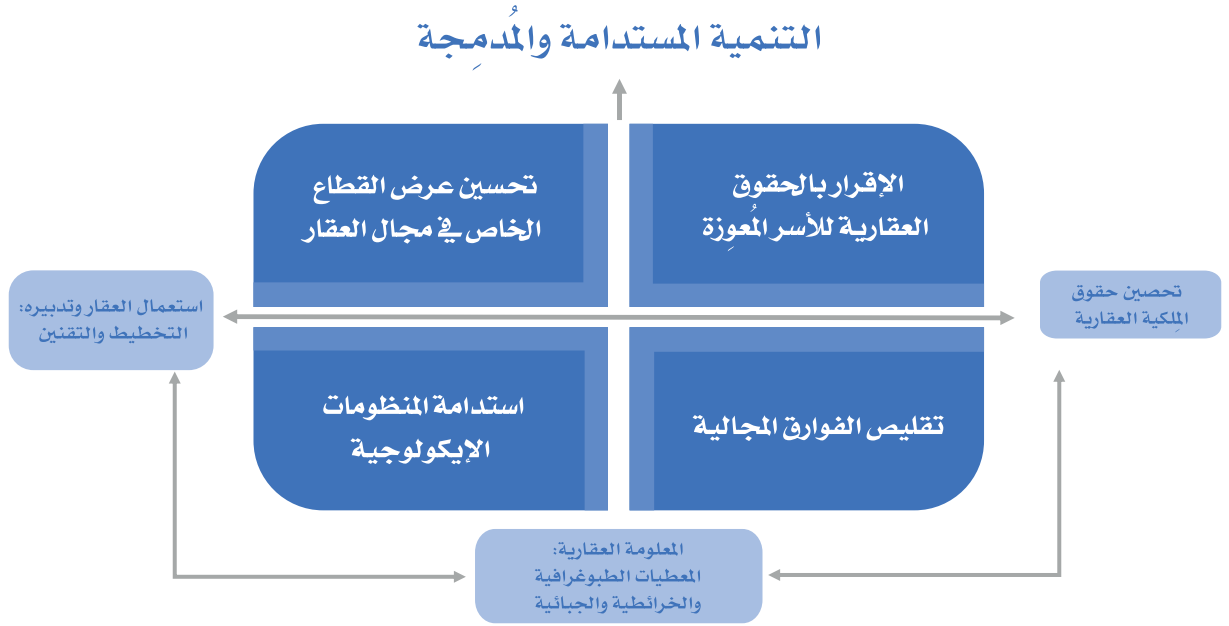 التنمية المستدامة والمُدمِجة
الإقرار بالحقوق
العقارية للأسر المُعوِزة
تحسين عرض القطاع
الخاص في مجال العقار
تحصين حقوق
المِلكية العقارية
استعمال العقار وتدبيره:
التخطيط والتقنين
تقليص الفوارق المجالية
استدامة المنظومات
الإيكولوجية
المعلومة العقارية:
المعطيات الطبوغرافية
والخرائطية والجبائية